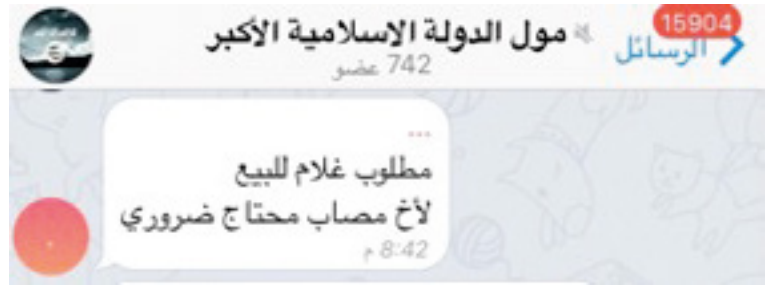 15904
الرسائل
مول الدولة الاسلامية الأكبر
742 عضو
...
مطلوب غلام للبيع
لأخ مصاب محتاج ضروري
8:42 م